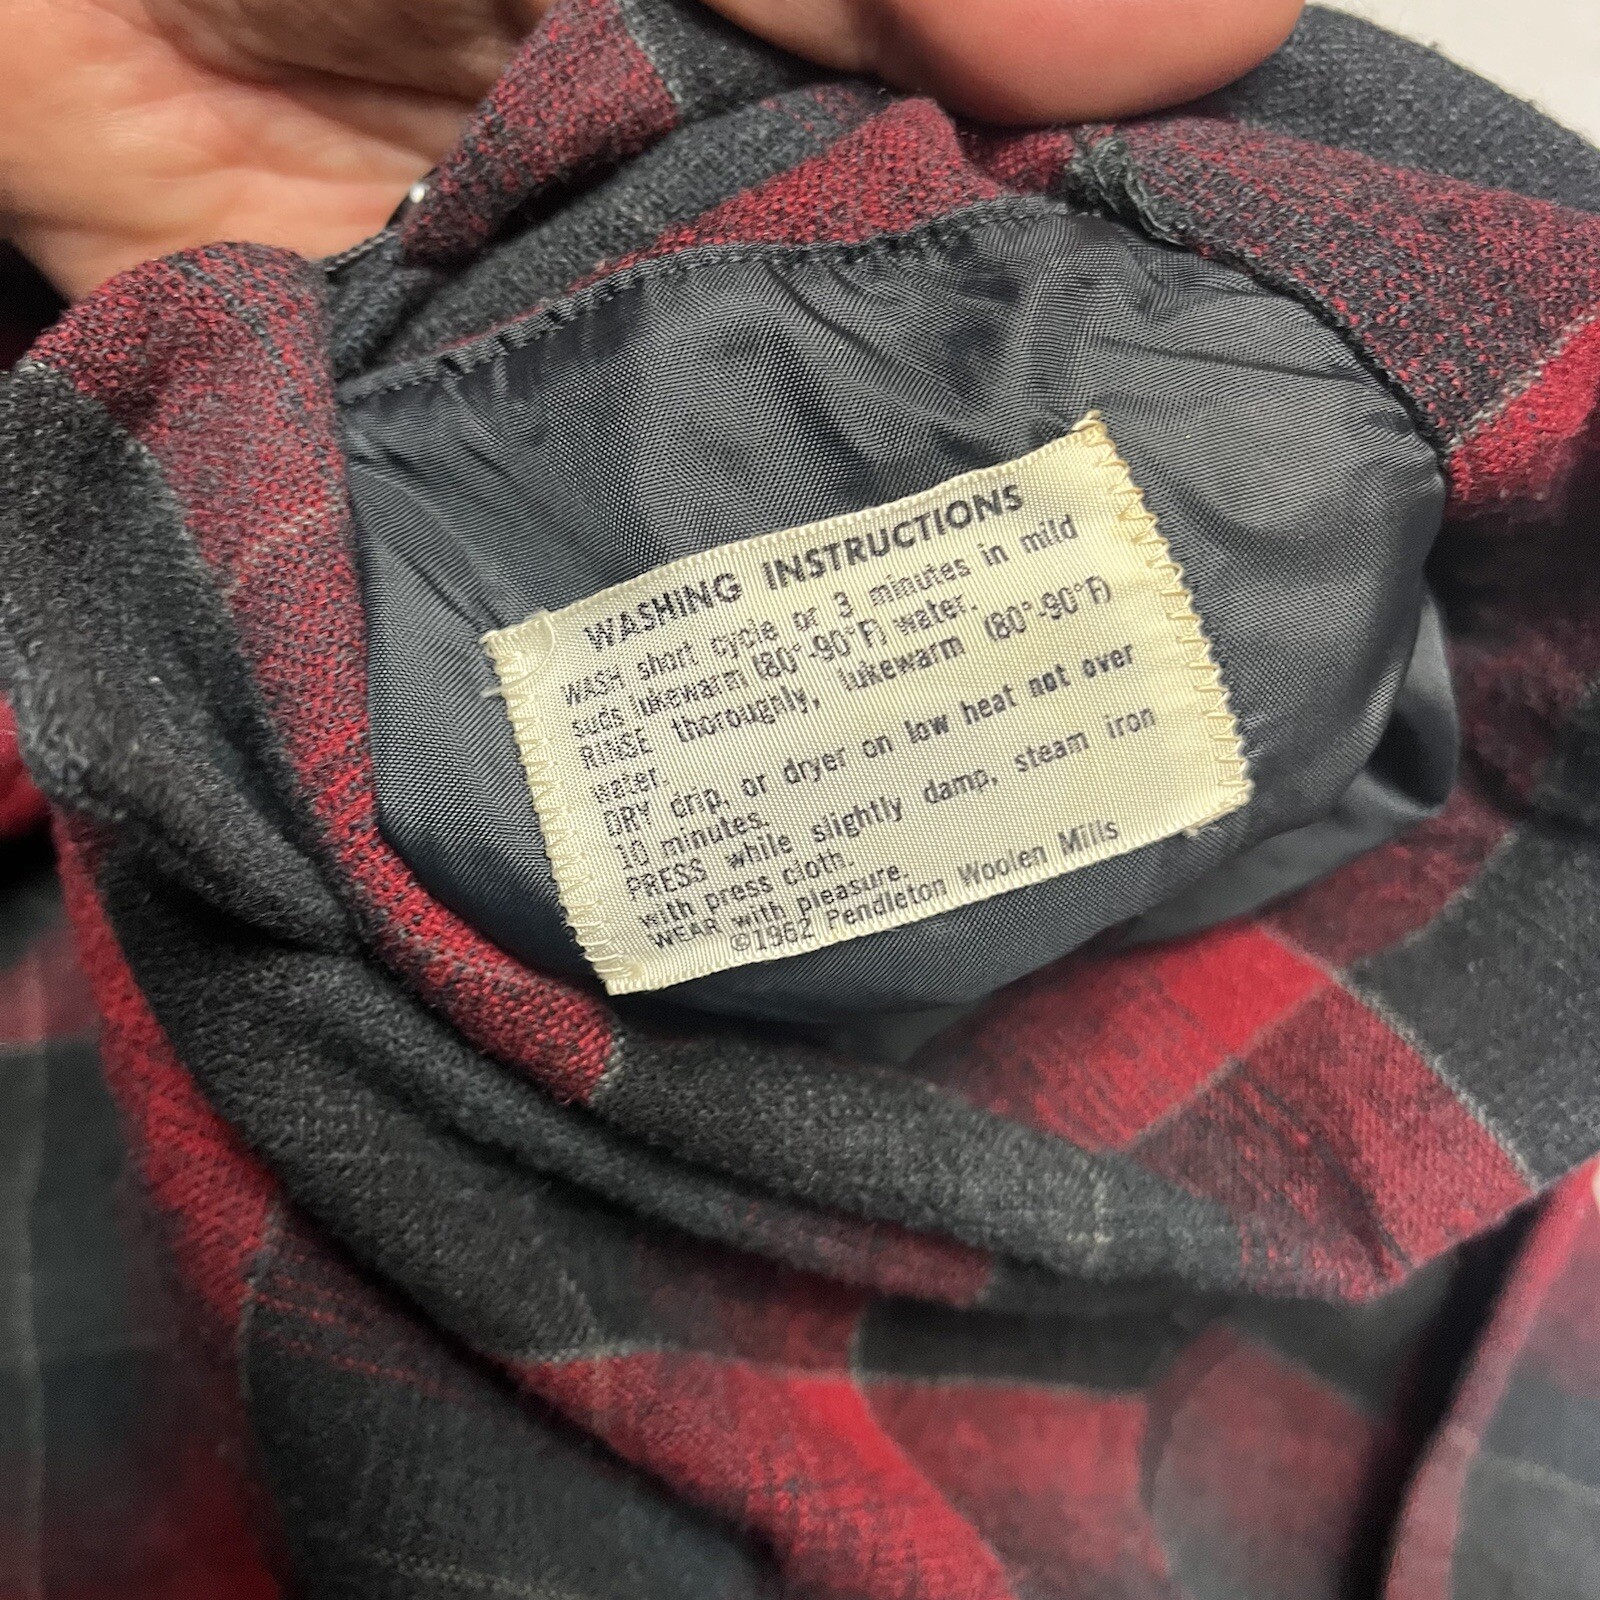 WASHING INSTRUCTIONS
WASH short cycle or 3 minutes in mild
suds lukewarm (80°-90°F) water.
RINSE thoroughly, lukewarm (80°-90°F)
water.
DRY drip, or dryer on low heat not over
10 minutes.
PRESS while slightly damp, steam iron
with press cloth.
WEAR with pleasure.
©1962 Pendleton Woolen Mills